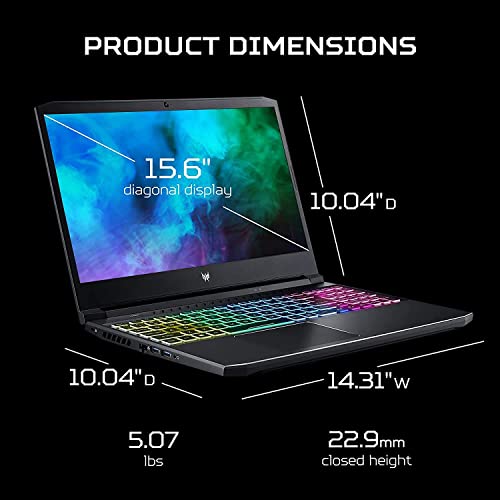 PRODUCT DIMENSIONS
15.6"
diagonal display
10.04"D
10.04"D
14.31"W
5.07
lbs
22.9mm
closed height